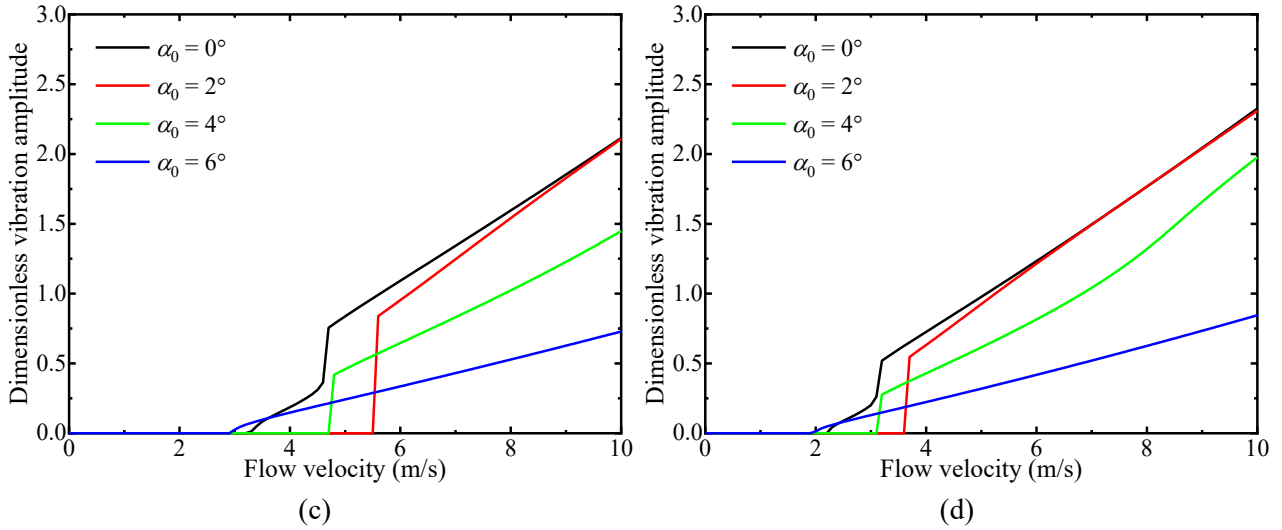 3.0
2.5
2.0
1.5
1.0
0.5
0.0
Dimensionless vibration amplitude
α₀ = 0°
α₀ = 2°
α₀ = 4°
α₀ = 6°
0 2 4 6 8 10
Flow velocity (m/s)
(c)
3.0
2.5
2.0
1.5
1.0
0.5
0.0
Dimensionless vibration amplitude
α₀ = 0°
α₀ = 2°
α₀ = 4°
α₀ = 6°
0 2 4 6 8 10
Flow velocity (m/s)
(d)